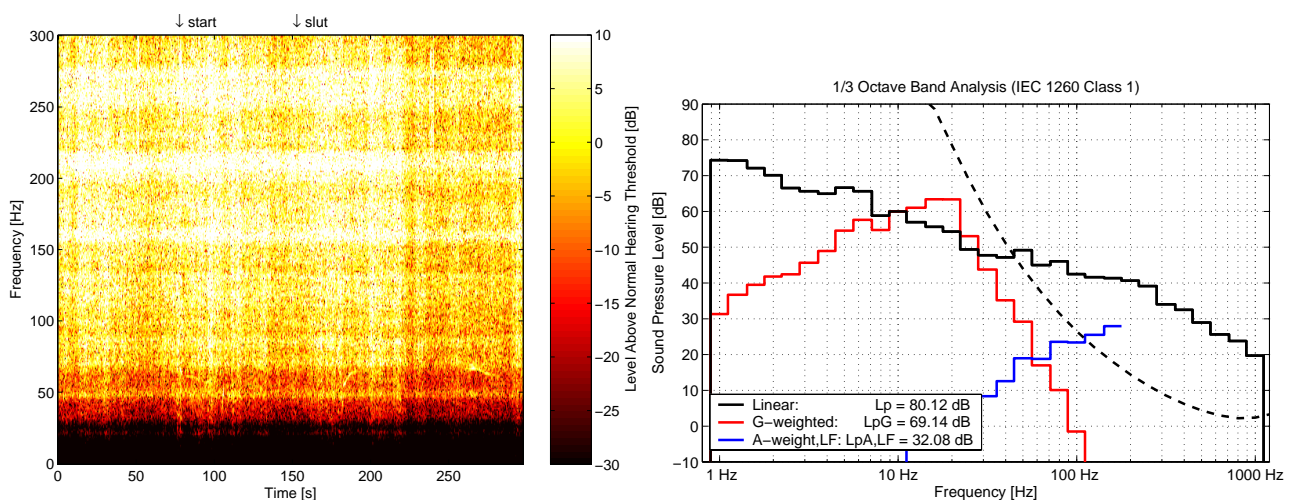 ↓ start ↓ slut
300
250
200
150
100
50
0
Frequency [Hz]
0 50 100 150 200 250
Time [s]
10
5
0
−5
−10
−15
−20
−25
−30
Level Above Normal Hearing Threshold [dB]
1/3 Octave Band Analysis (IEC 1260 Class 1)
90
80
70
60
50
40
30
20
10
0
−10
Sound Pressure Level [dB]
Linear: Lp = 80.12 dB
G−weighted: LpG = 69.14 dB
A−weight,LF: LpA,LF = 32.08 dB
1 Hz 10 Hz 100 Hz 1000 Hz
Frequency [Hz]